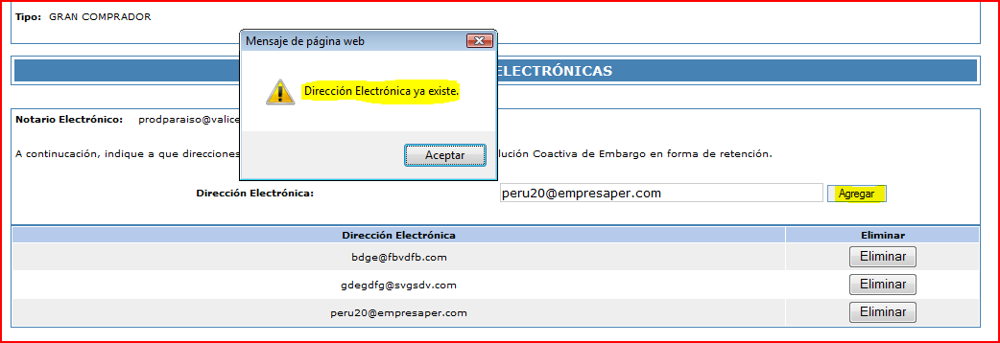 Tipo: GRAN COMPRADOR
Mensaje de página web
ELECTRÓNICAS
Dirección Electrónica ya existe.
Notario Electrónico: prodparaiso@valice
A continuación, indique a que direcciones lución Coactiva de Embargo en forma de retención.
Aceptar
Dirección Electrónica: peru20@empresaper.com Agregar
Dirección Electrónica Eliminar
bdge@fbvdfb.com Eliminar
gdegdfg@svgsdv.com Eliminar
peru20@empresaper.com Eliminar